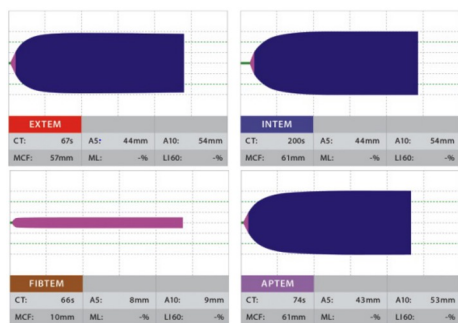 EXTEM
CT: 67s A5: 44mm A10: 54mm
MCF: 57mm ML: -% LI60: -%
INTEM
CT: 200s A5: 44mm A10: 54mm
MCF: 61mm ML: -% LI60: -%
FIBTEM
CT: 66s A5: 8mm A10: 9mm
MCF: 10mm ML: -% LI60: -%
APTEM
CT: 74s A5: 43mm A10: 53mm
MCF: 61mm ML: -% LI60: -%